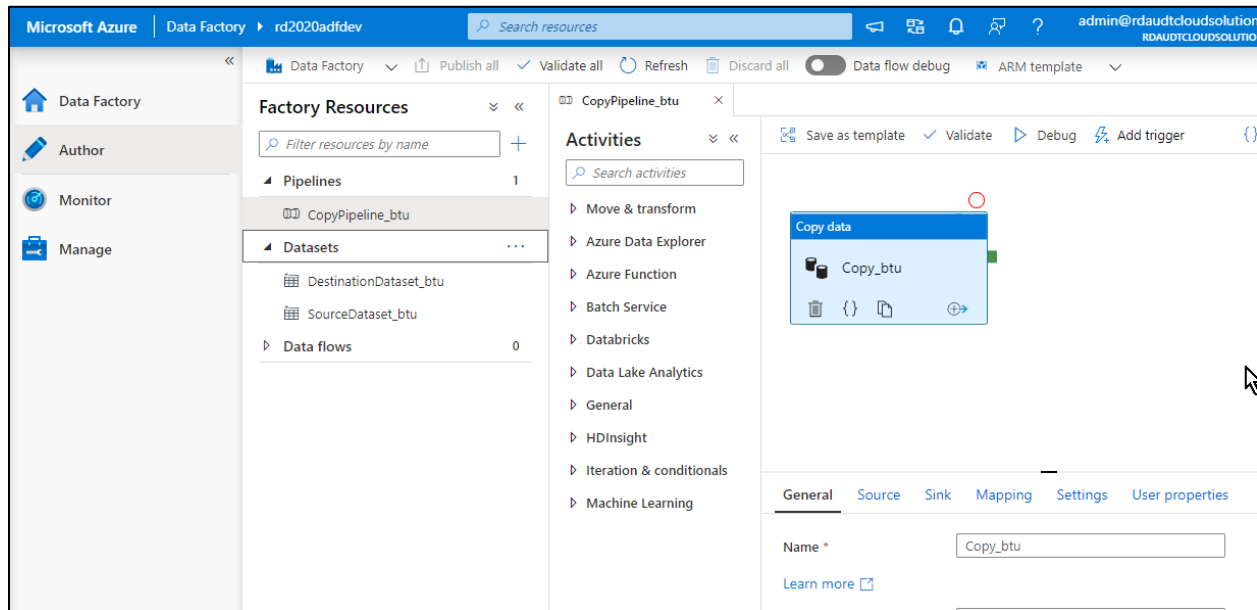 Microsoft Azure Data Factory rd2020adfdev Search resources ? admin@rdaudtcloudsolution
RDAUDTCLOUDSOLUTIO
Data Factory Publish all Validate all Refresh Discard all Data flow debug ARM template
Data Factory
Author
Monitor
Manage
Factory Resources
Filter resources by name
Pipelines 1
CopyPipeline_btu
Datasets ...
DestinationDataset_btu
SourceDataset_btu
Data flows 0
CopyPipeline_btu
Activities
Search activities
Move & transform
Azure Data Explorer
Azure Function
Batch Service
Databricks
Data Lake Analytics
General
HDInsight
Iteration & conditionals
Machine Learning
Save as template Validate Debug Add trigger {}
Copy data
Copy_btu
{}
General Source Sink Mapping Settings User properties
Name * Copy_btu
Learn more